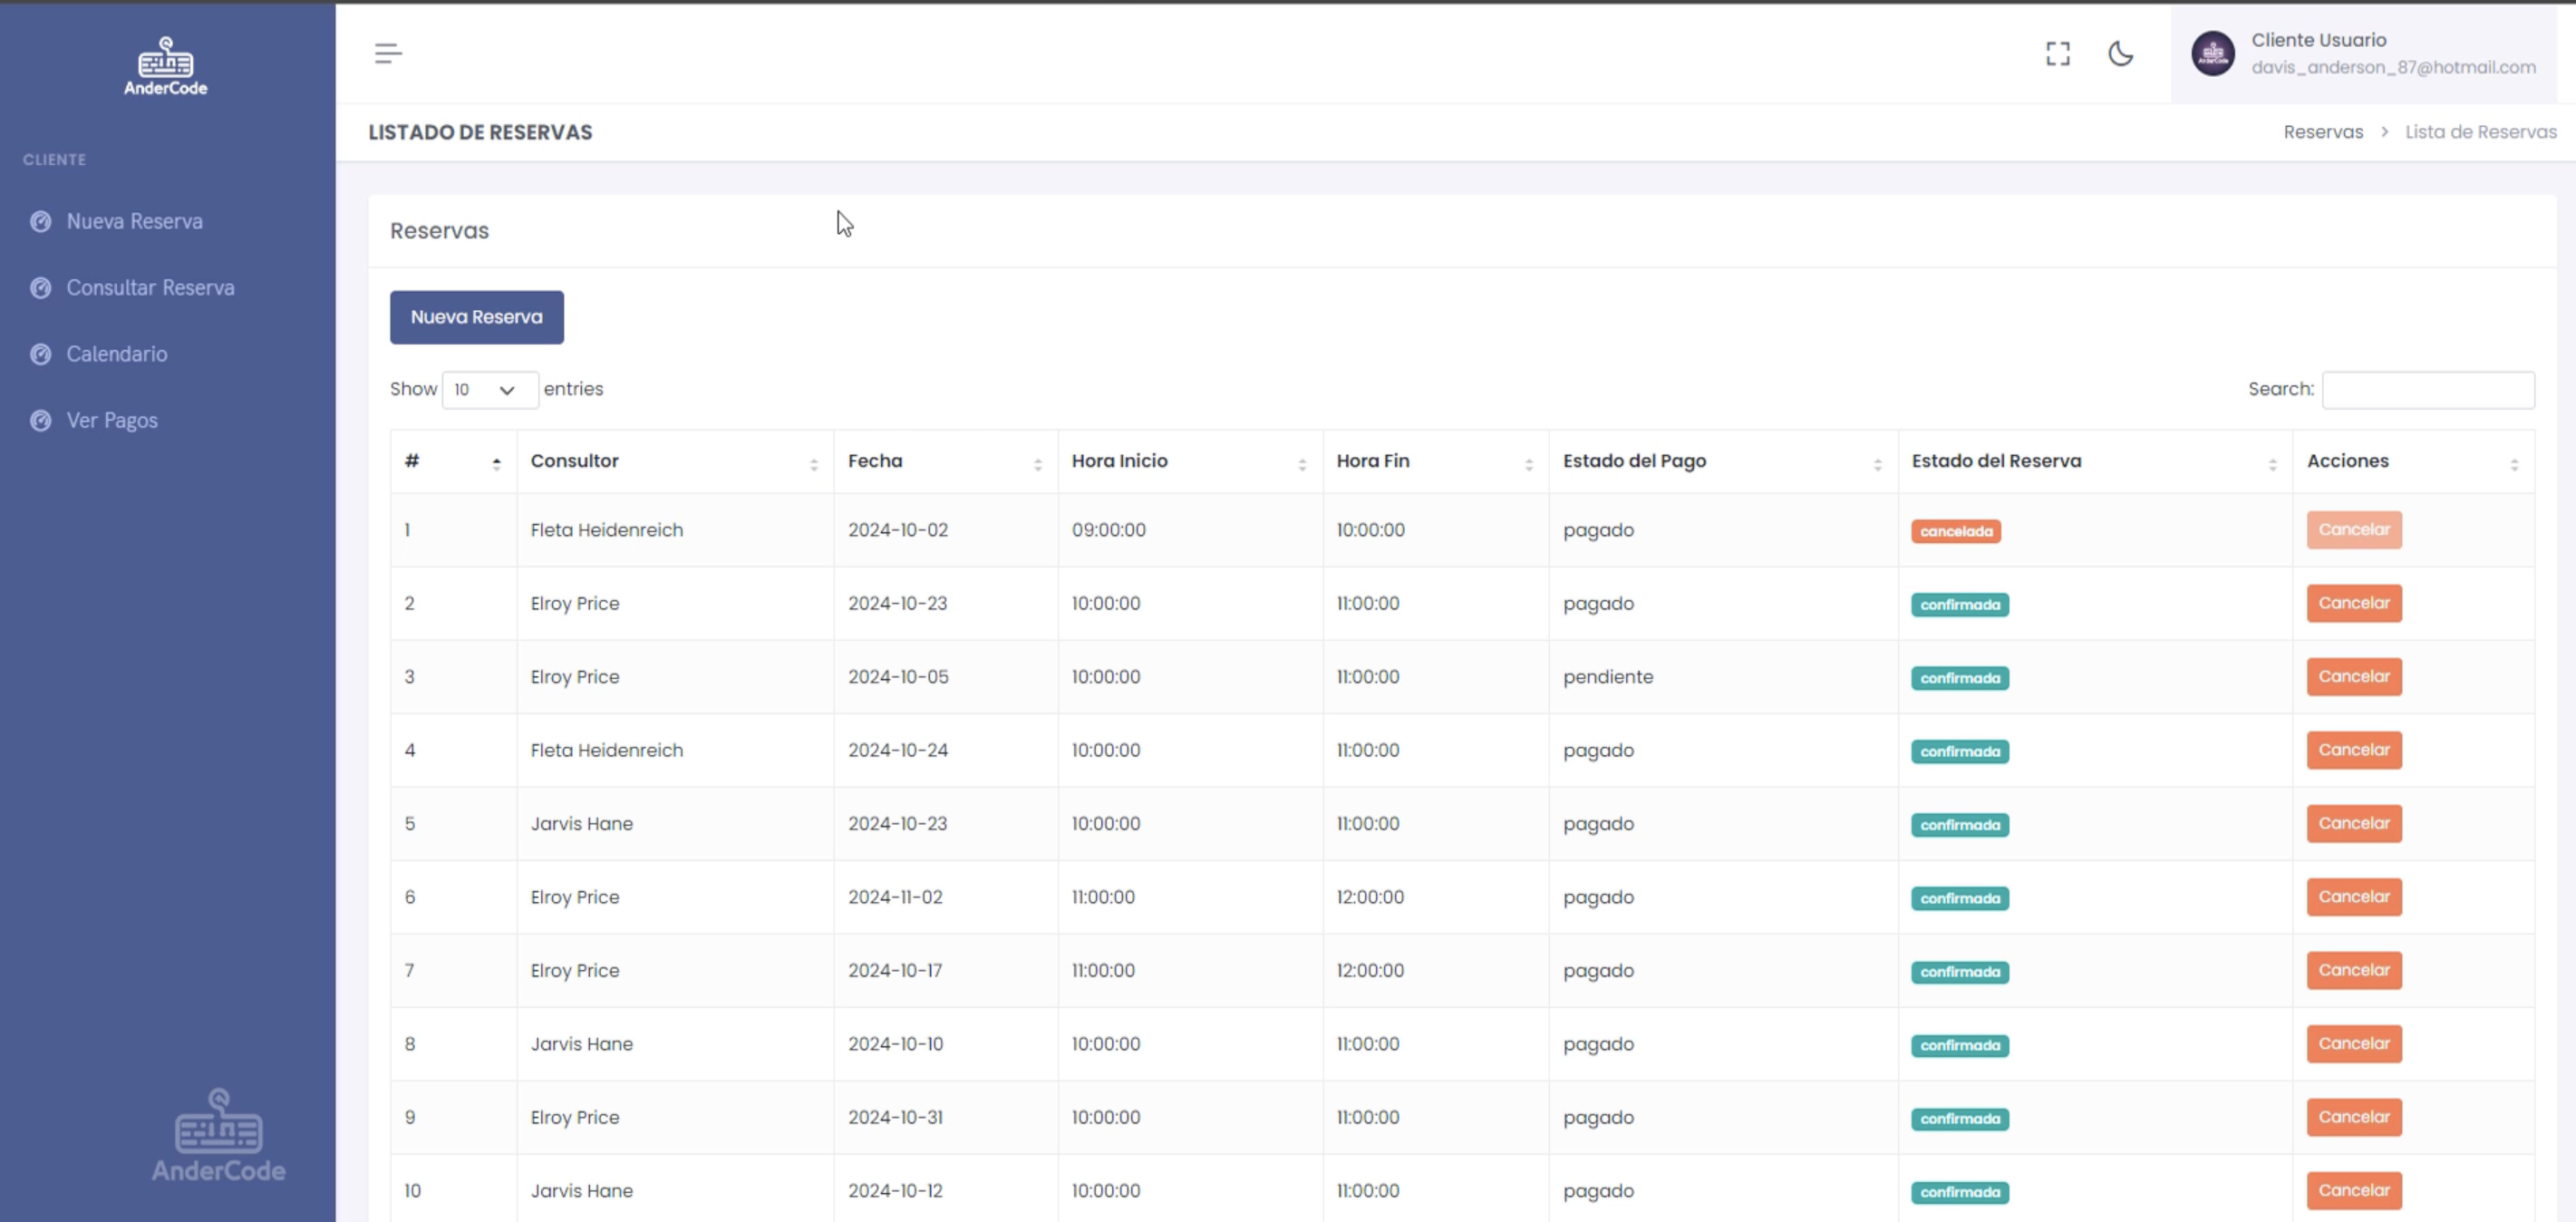 AnderCode
CLIENTE
Nueva Reserva
Consultar Reserva
Calendario
Ver Pagos
AnderCode
Cliente Usuario
davis_anderson_87@hotmail.com
LISTADO DE RESERVAS
Reservas > Lista de Reservas
Reservas
Nueva Reserva
Show 10 entries
Search:
# Consultor Fecha Hora Inicio Hora Fin Estado del Pago Estado del Reserva Acciones
1 Fleta Heidenreich 2024-10-02 09:00:00 10:00:00 pagado cancelada Cancelar
2 Elroy Price 2024-10-23 10:00:00 11:00:00 pagado confirmada Cancelar
3 Elroy Price 2024-10-05 10:00:00 11:00:00 pendiente confirmada Cancelar
4 Fleta Heidenreich 2024-10-24 10:00:00 11:00:00 pagado confirmada Cancelar
5 Jarvis Hane 2024-10-23 10:00:00 11:00:00 pagado confirmada Cancelar
6 Elroy Price 2024-11-02 11:00:00 12:00:00 pagado confirmada Cancelar
7 Elroy Price 2024-10-17 11:00:00 12:00:00 pagado confirmada Cancelar
8 Jarvis Hane 2024-10-10 10:00:00 11:00:00 pagado confirmada Cancelar
9 Elroy Price 2024-10-31 10:00:00 11:00:00 pagado confirmada Cancelar
10 Jarvis Hane 2024-10-12 10:00:00 11:00:00 pagado confirmada Cancelar